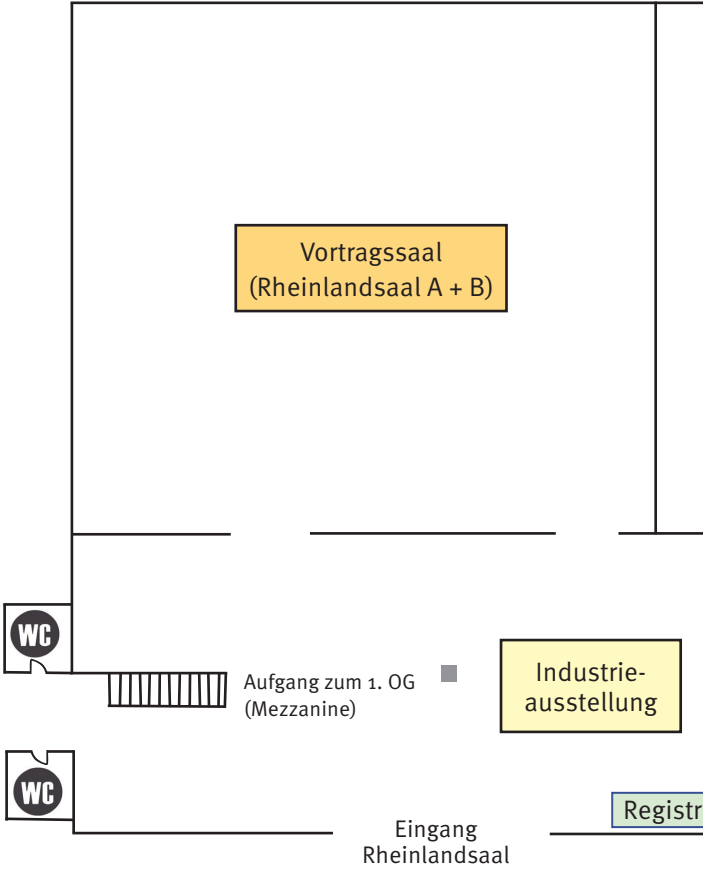 Vortragssaal
(Rheinlandsaal A + B)
WC
Aufgang zum 1. OG
(Mezzanine)
Industrie-
ausstellung
WC
Registr
Eingang
Rheinlandsaal